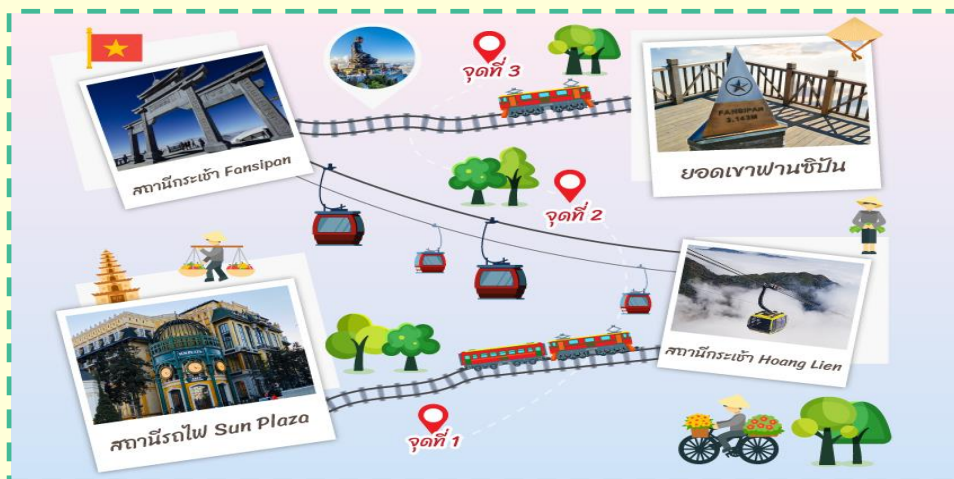 จุดที่ 3
สถานีกระเช้า Fansipan
FANSIPAN
3.143M
ยอดเขาฟานซิปัน
จุดที่ 2
สถานีกระเช้า Hoang Lien
สถานีรถไฟ Sun Plaza
จุดที่ 1